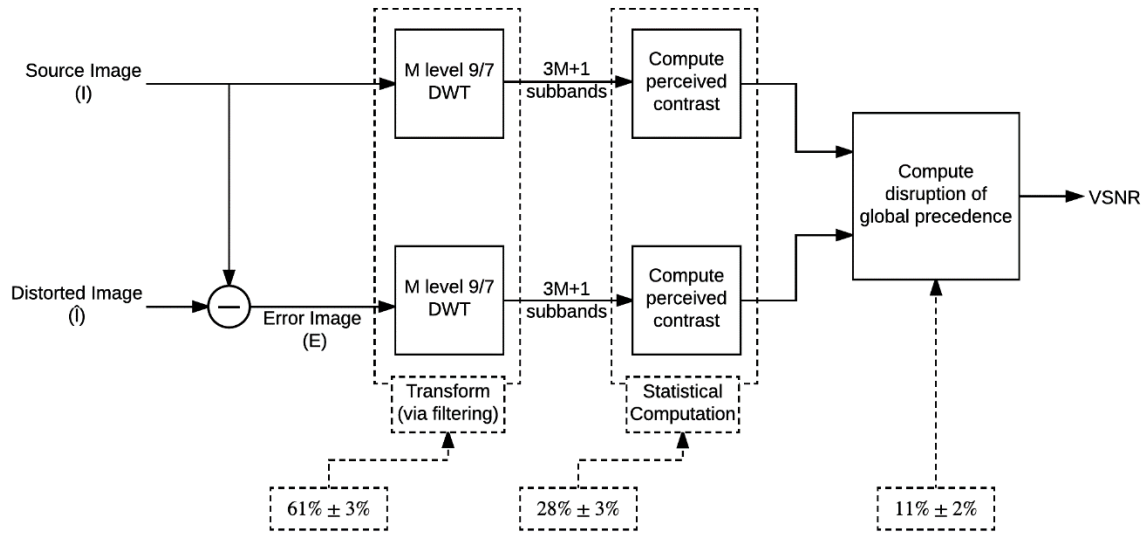 Source Image
(I)
M level 9/7
DWT
3M+1
subbands
Compute
perceived
contrast
Compute
disruption of
global precedence
VSNR
Distorted Image
(Î)
−
Error Image
(E)
M level 9/7
DWT
3M+1
subbands
Compute
perceived
contrast
Transform
(via filtering)
Statistical
Computation
61% ± 3%
28% ± 3%
11% ± 2%